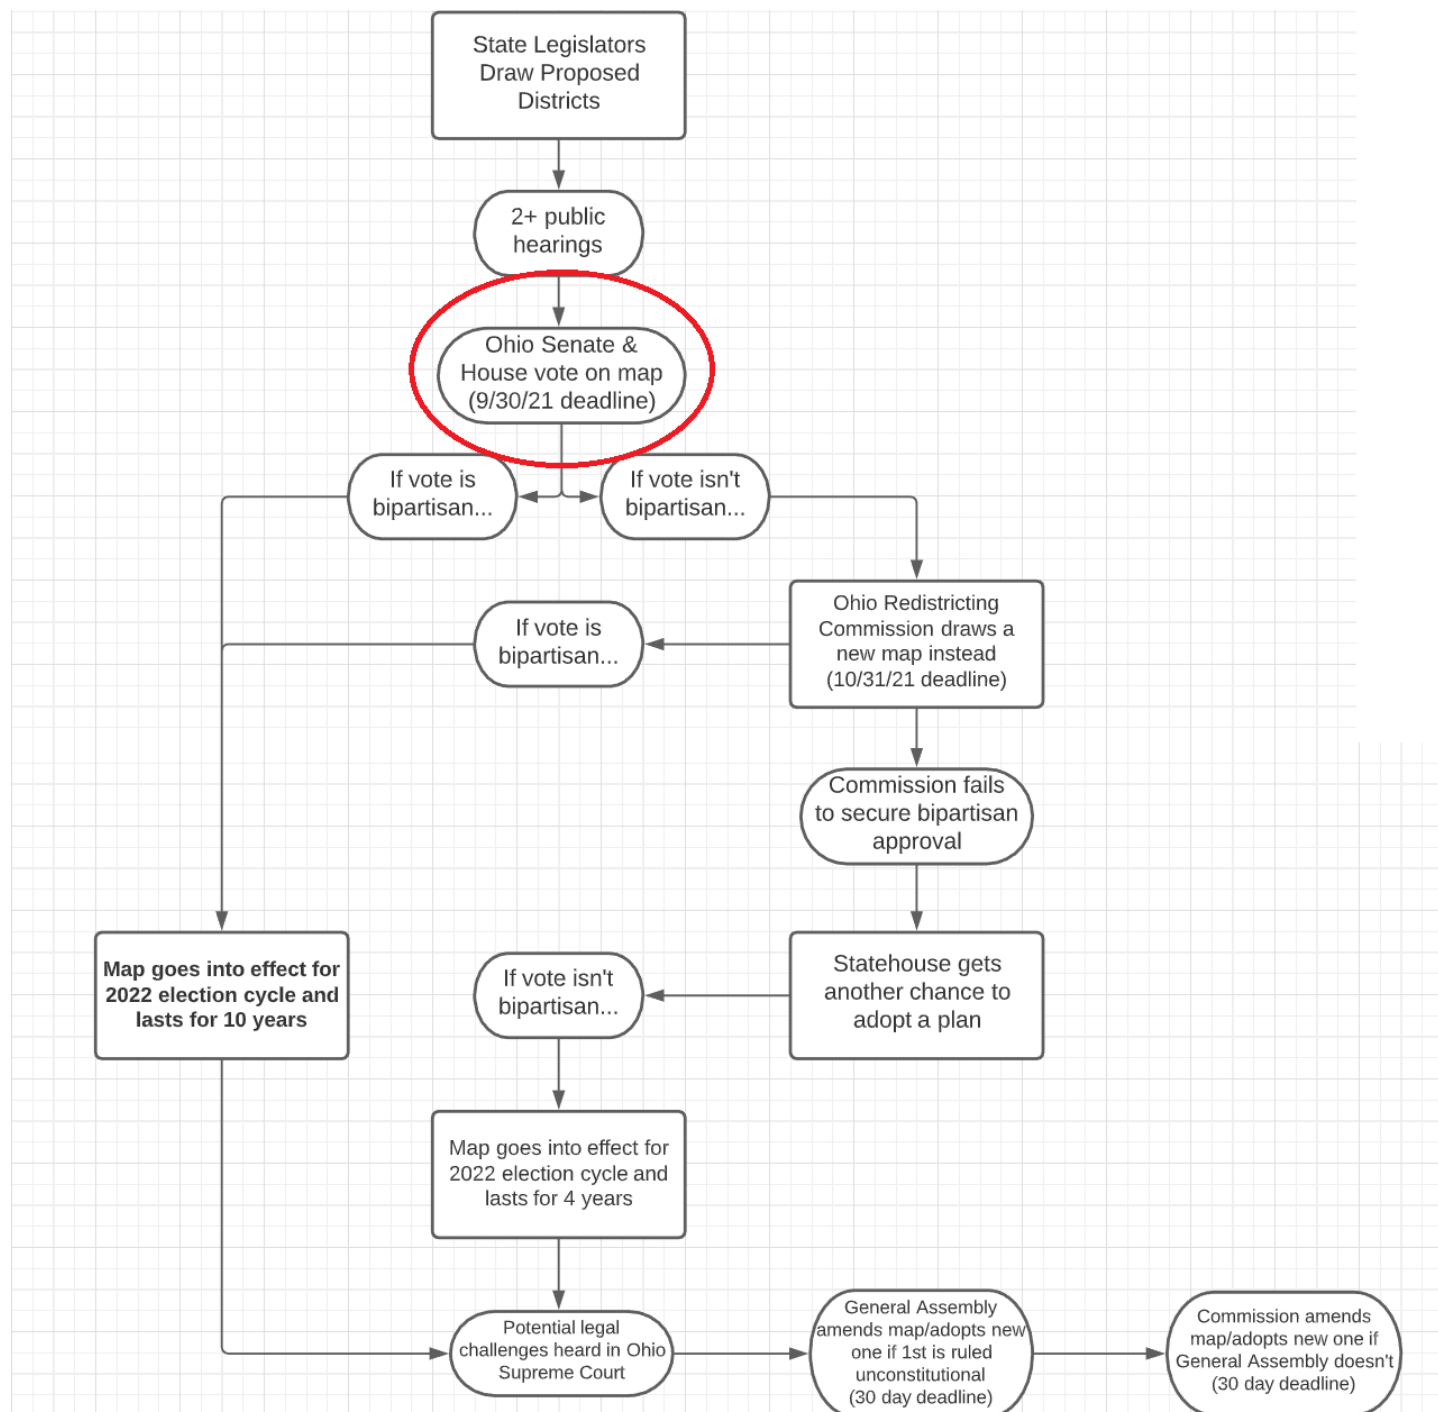 State Legislators
Draw Proposed
Districts
2+ public
hearings
Ohio Senate &
House vote on map
(9/30/21 deadline)
If vote is
bipartisan...
If vote isn't
bipartisan...
Ohio Redistricting
Commission draws a
new map instead
(10/31/21 deadline)
If vote is
bipartisan...
Commission fails
to secure bipartisan
approval
Map goes into effect for
2022 election cycle and
lasts for 10 years
If vote isn't
bipartisan...
Statehouse gets
another chance to
adopt a plan
Map goes into effect for
2022 election cycle and
lasts for 4 years
Potential legal
challenges heard in Ohio
Supreme Court
General Assembly
amends map/adopts new
one if 1st is ruled
unconstitutional
(30 day deadline)
Commission amends
map/adopts new one if
General Assembly doesn't
(30 day deadline)